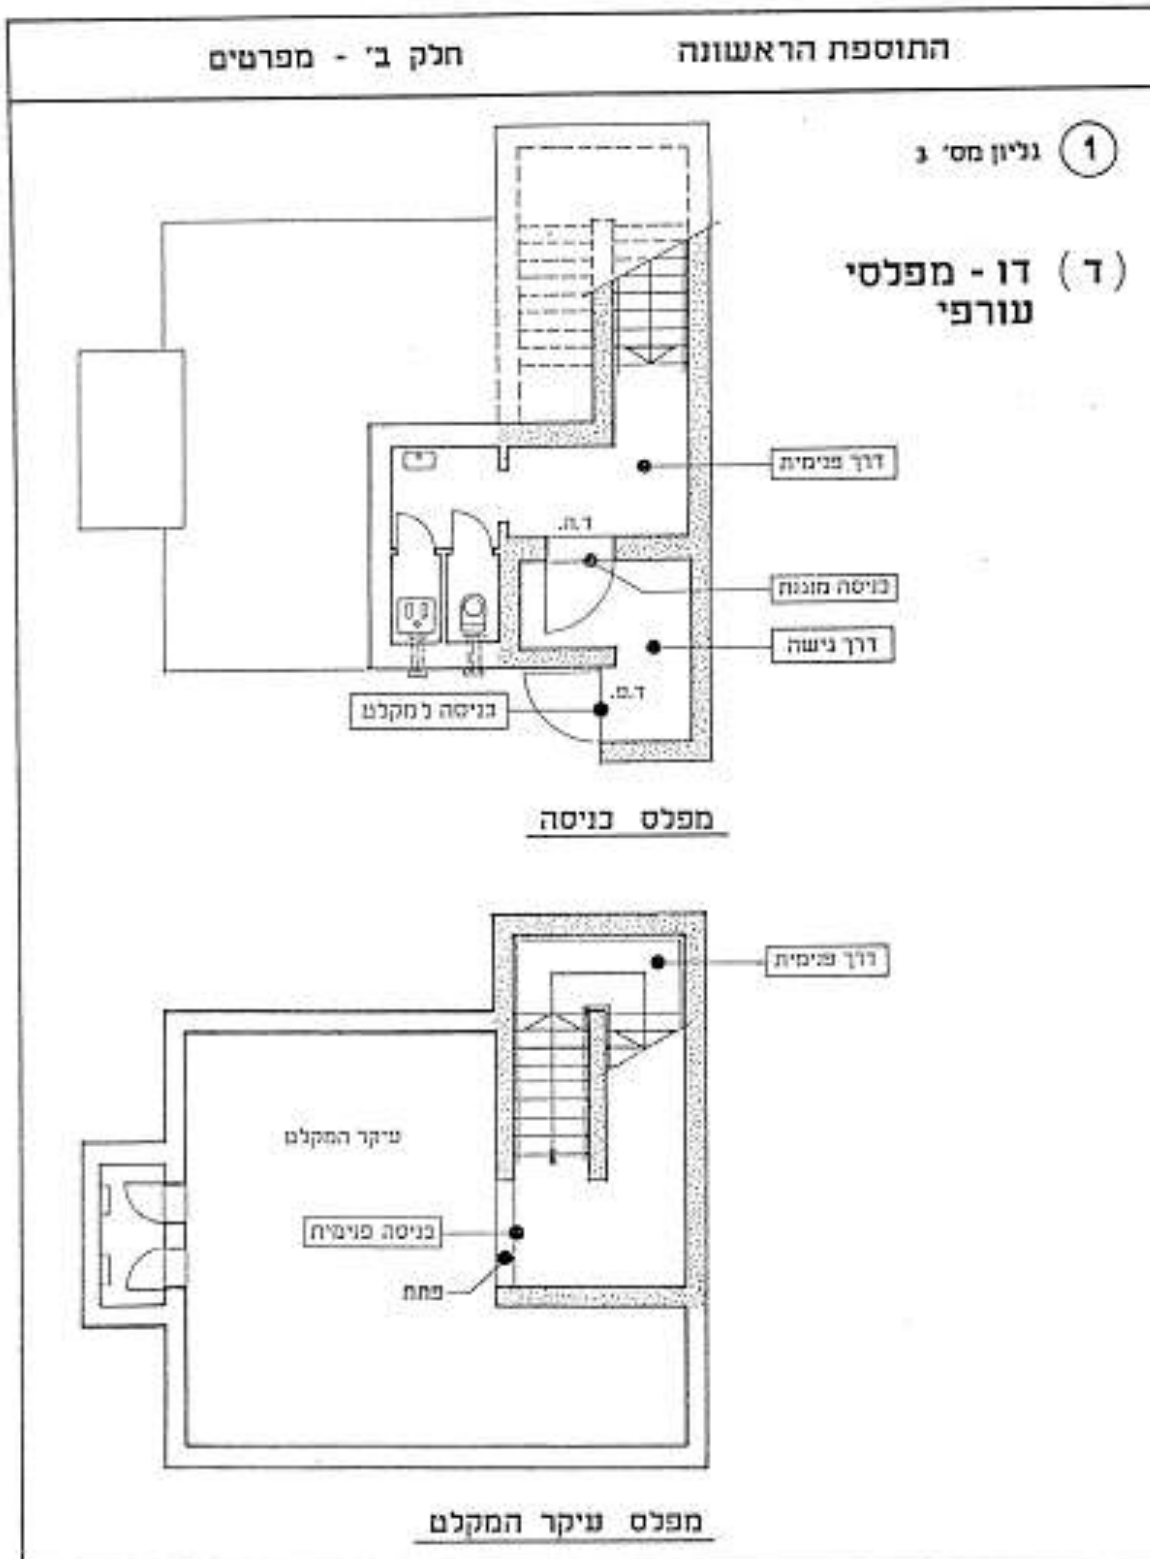 התוספת הראשונה
חלק ב' - מפרטים
1
גליון מס' 3
(ד) דו - מפלסי
עורפי
דרך פנימית
ד.ה.
כניסה מוגנת
דרך גישה
ד.פ.
כניסה למקלט
מפלס כניסה
דרך פנימית
עיקר המקלט
כניסה פנימית
פתח
מפלס עיקר המקלט